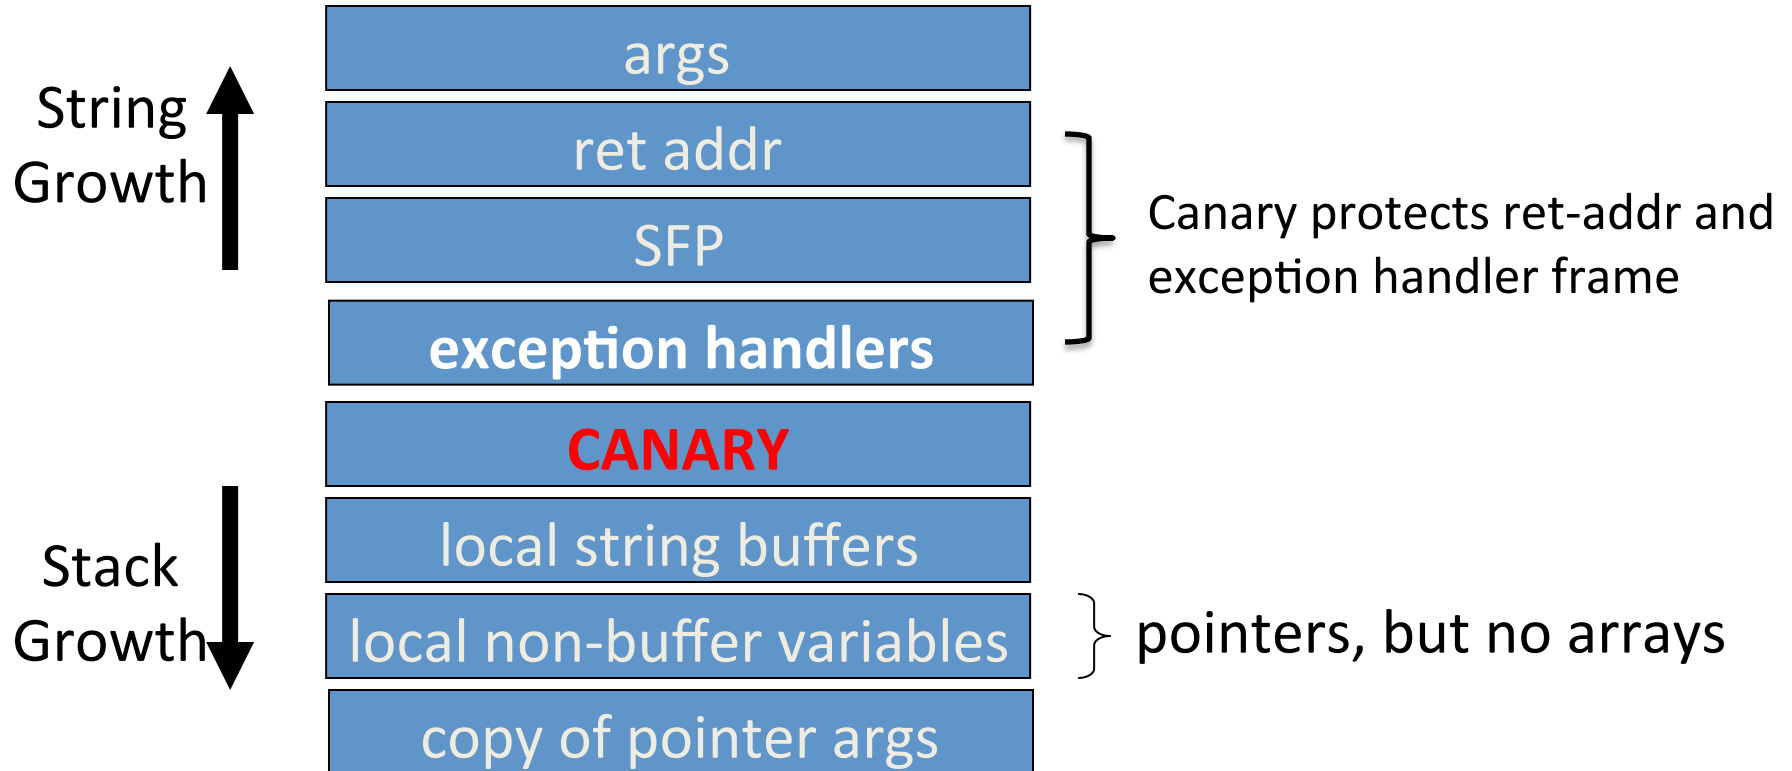 args
String
Growth
ret addr
SFP
Canary protects ret-addr and
exception handler frame
exception handlers
CANARY
local string buffers
Stack
Growth
local non-buffer variables
pointers, but no arrays
copy of pointer args